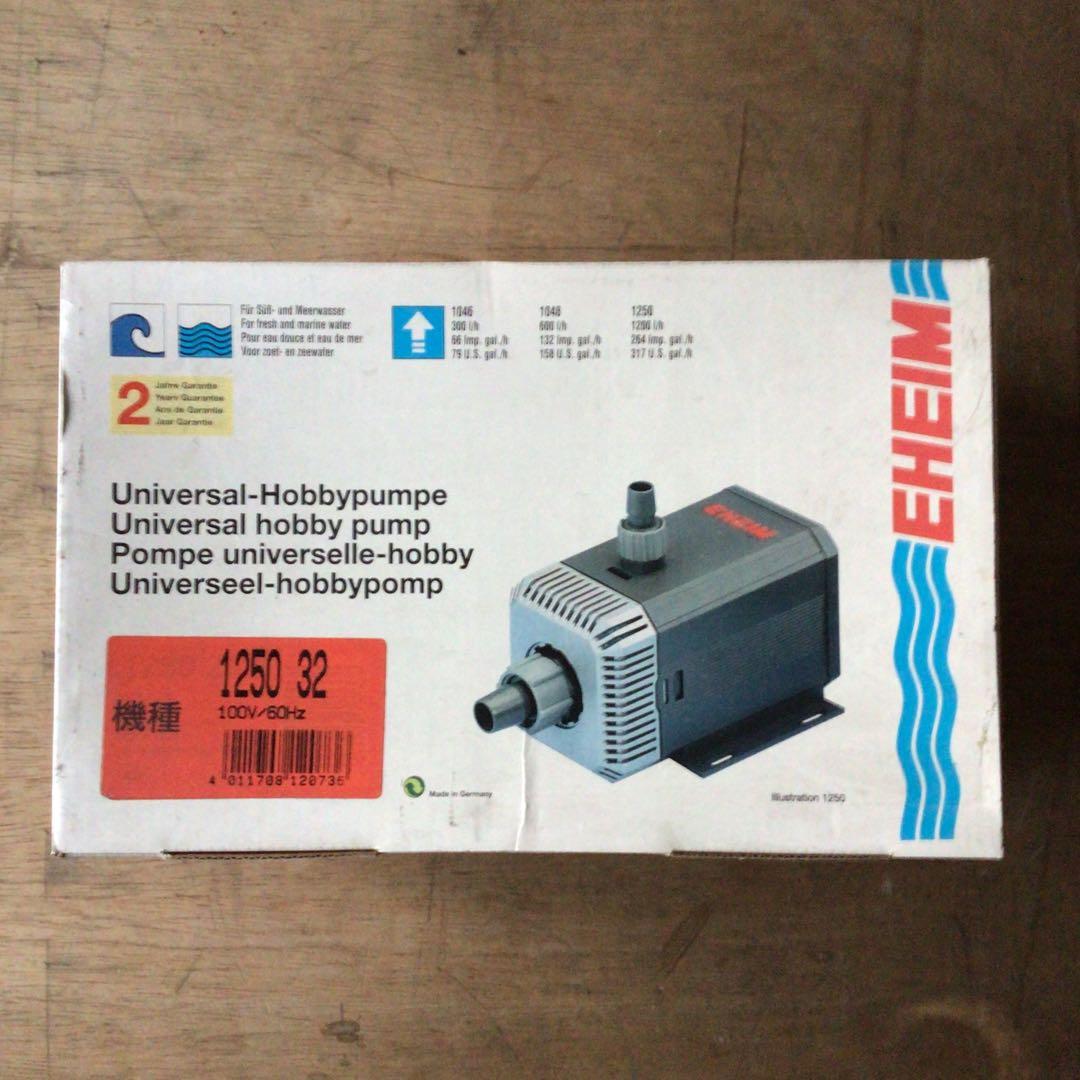 Für Süß- und Meerwasser
For fresh and marine water
Pour eau douce et eau de mer
Voor zoet- en zeewater
1046
300 l/h
66 Imp. gal./h
79 U.S. gal./h
1048
600 l/h
132 Imp. gal./h
158 U.S. gal./h
1250
1200 l/h
264 Imp. gal./h
317 U.S. gal./h
EHEIM
2
Jahre Garantie
Years Guarantee
Ans de Garantie
Jaar Garantie
Universal-Hobbypumpe
Universal hobby pump
Pompe universelle-hobby
Universeel-hobbypomp
EHEIM
機種
1250 32
100V/60Hz
4 011708 120735
Made in Germany
Illustration 1250